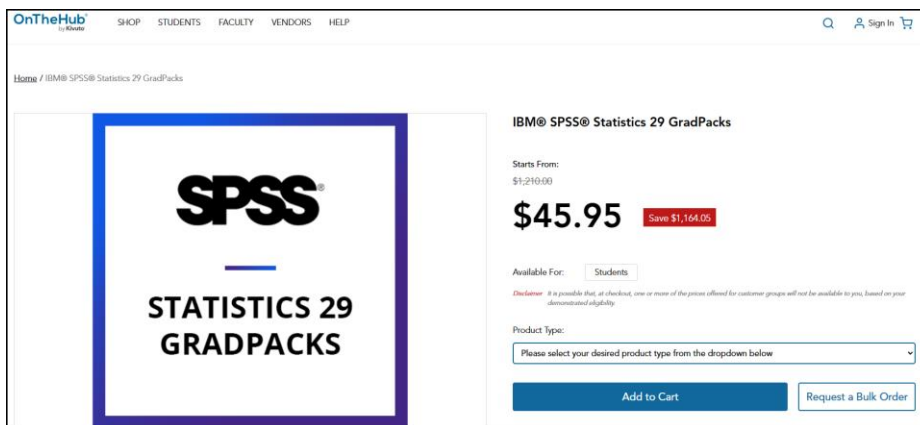 OnTheHub®
by Kivuto
SHOP STUDENTS FACULTY VENDORS HELP
Sign In
Home / IBM® SPSS® Statistics 29 GradPacks
SPSS®
STATISTICS 29
GRADPACKS
IBM® SPSS® Statistics 29 GradPacks
Starts From:
$1,210.00
$45.95 Save $1,164.05
Available For: Students
Disclaimer It is possible that, at checkout, one or more of the prices offered for customer groups will not be available to you, based on your
demonstrated eligibility.
Product Type:
Please select your desired product type from the dropdown below
Add to Cart Request a Bulk Order